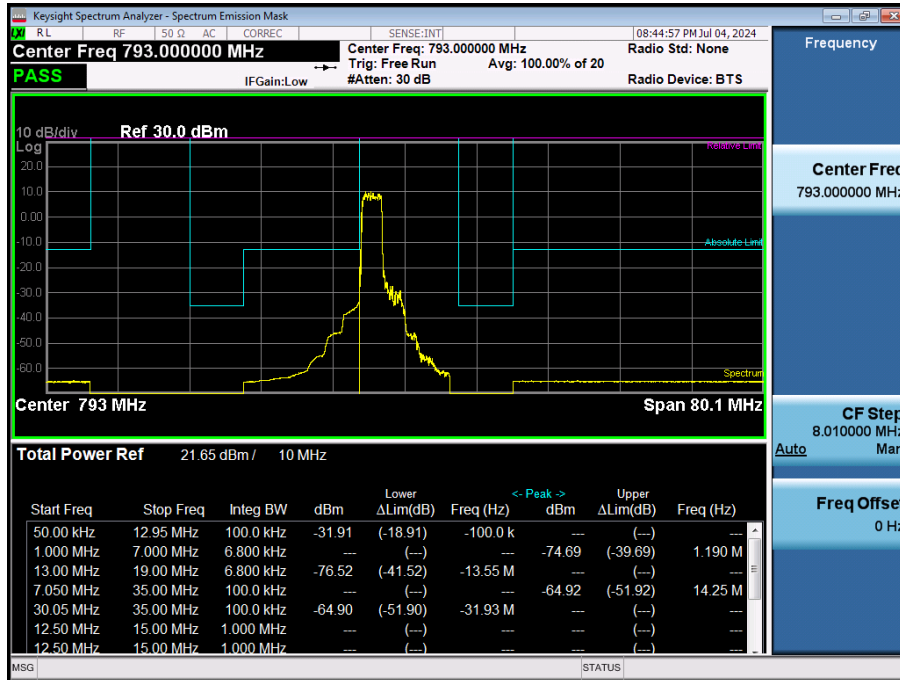 Keysight Spectrum Analyzer - Spectrum Emission Mask
LXI RL RF 50 Ω AC CORREC SENSE:INT 08:44:57 PM Jul 04, 2024
Center Freq 793.000000 MHz
Center Freq: 793.000000 MHz Radio Std: None
Trig: Free Run Avg: 100.00% of 20
PASS
IFGain:Low #Atten: 30 dB Radio Device: BTS
10 dB/div Ref 30.0 dBm
Log
Relative Limit
20.0
10.0
0.00
-10.0
Absolute Limit
-20.0
-30.0
-40.0
-50.0
-60.0
Spectrum
Center 793 MHz Span 80.1 MHz
Total Power Ref 21.65 dBm / 10 MHz
Lower <- Peak -> Upper
Start Freq Stop Freq Integ BW dBm ΔLim(dB) Freq (Hz) dBm ΔLim(dB) Freq (Hz)
50.00 kHz 12.95 MHz 100.0 kHz -31.91 (-18.91) -100.0 k --- (---) ---
1.000 MHz 7.000 MHz 6.800 kHz --- (---) --- -74.69 (-39.69) 1.190 M
13.00 MHz 19.00 MHz 6.800 kHz -76.52 (-41.52) -13.55 M --- (---) ---
7.050 MHz 35.00 MHz 100.0 kHz --- (---) --- -64.92 (-51.92) 14.25 M
30.05 MHz 35.00 MHz 100.0 kHz -64.90 (-51.90) -31.93 M --- (---) ---
12.50 MHz 15.00 MHz 1.000 MHz --- (---) --- --- (---) ---
12.50 MHz 15.00 MHz 1.000 MHz --- (---) --- --- (---) ---
MSG STATUS
Frequency
Center Freq
793.000000 MHz
CF Step
8.010000 MHz
Auto Man
Freq Offset
0 Hz